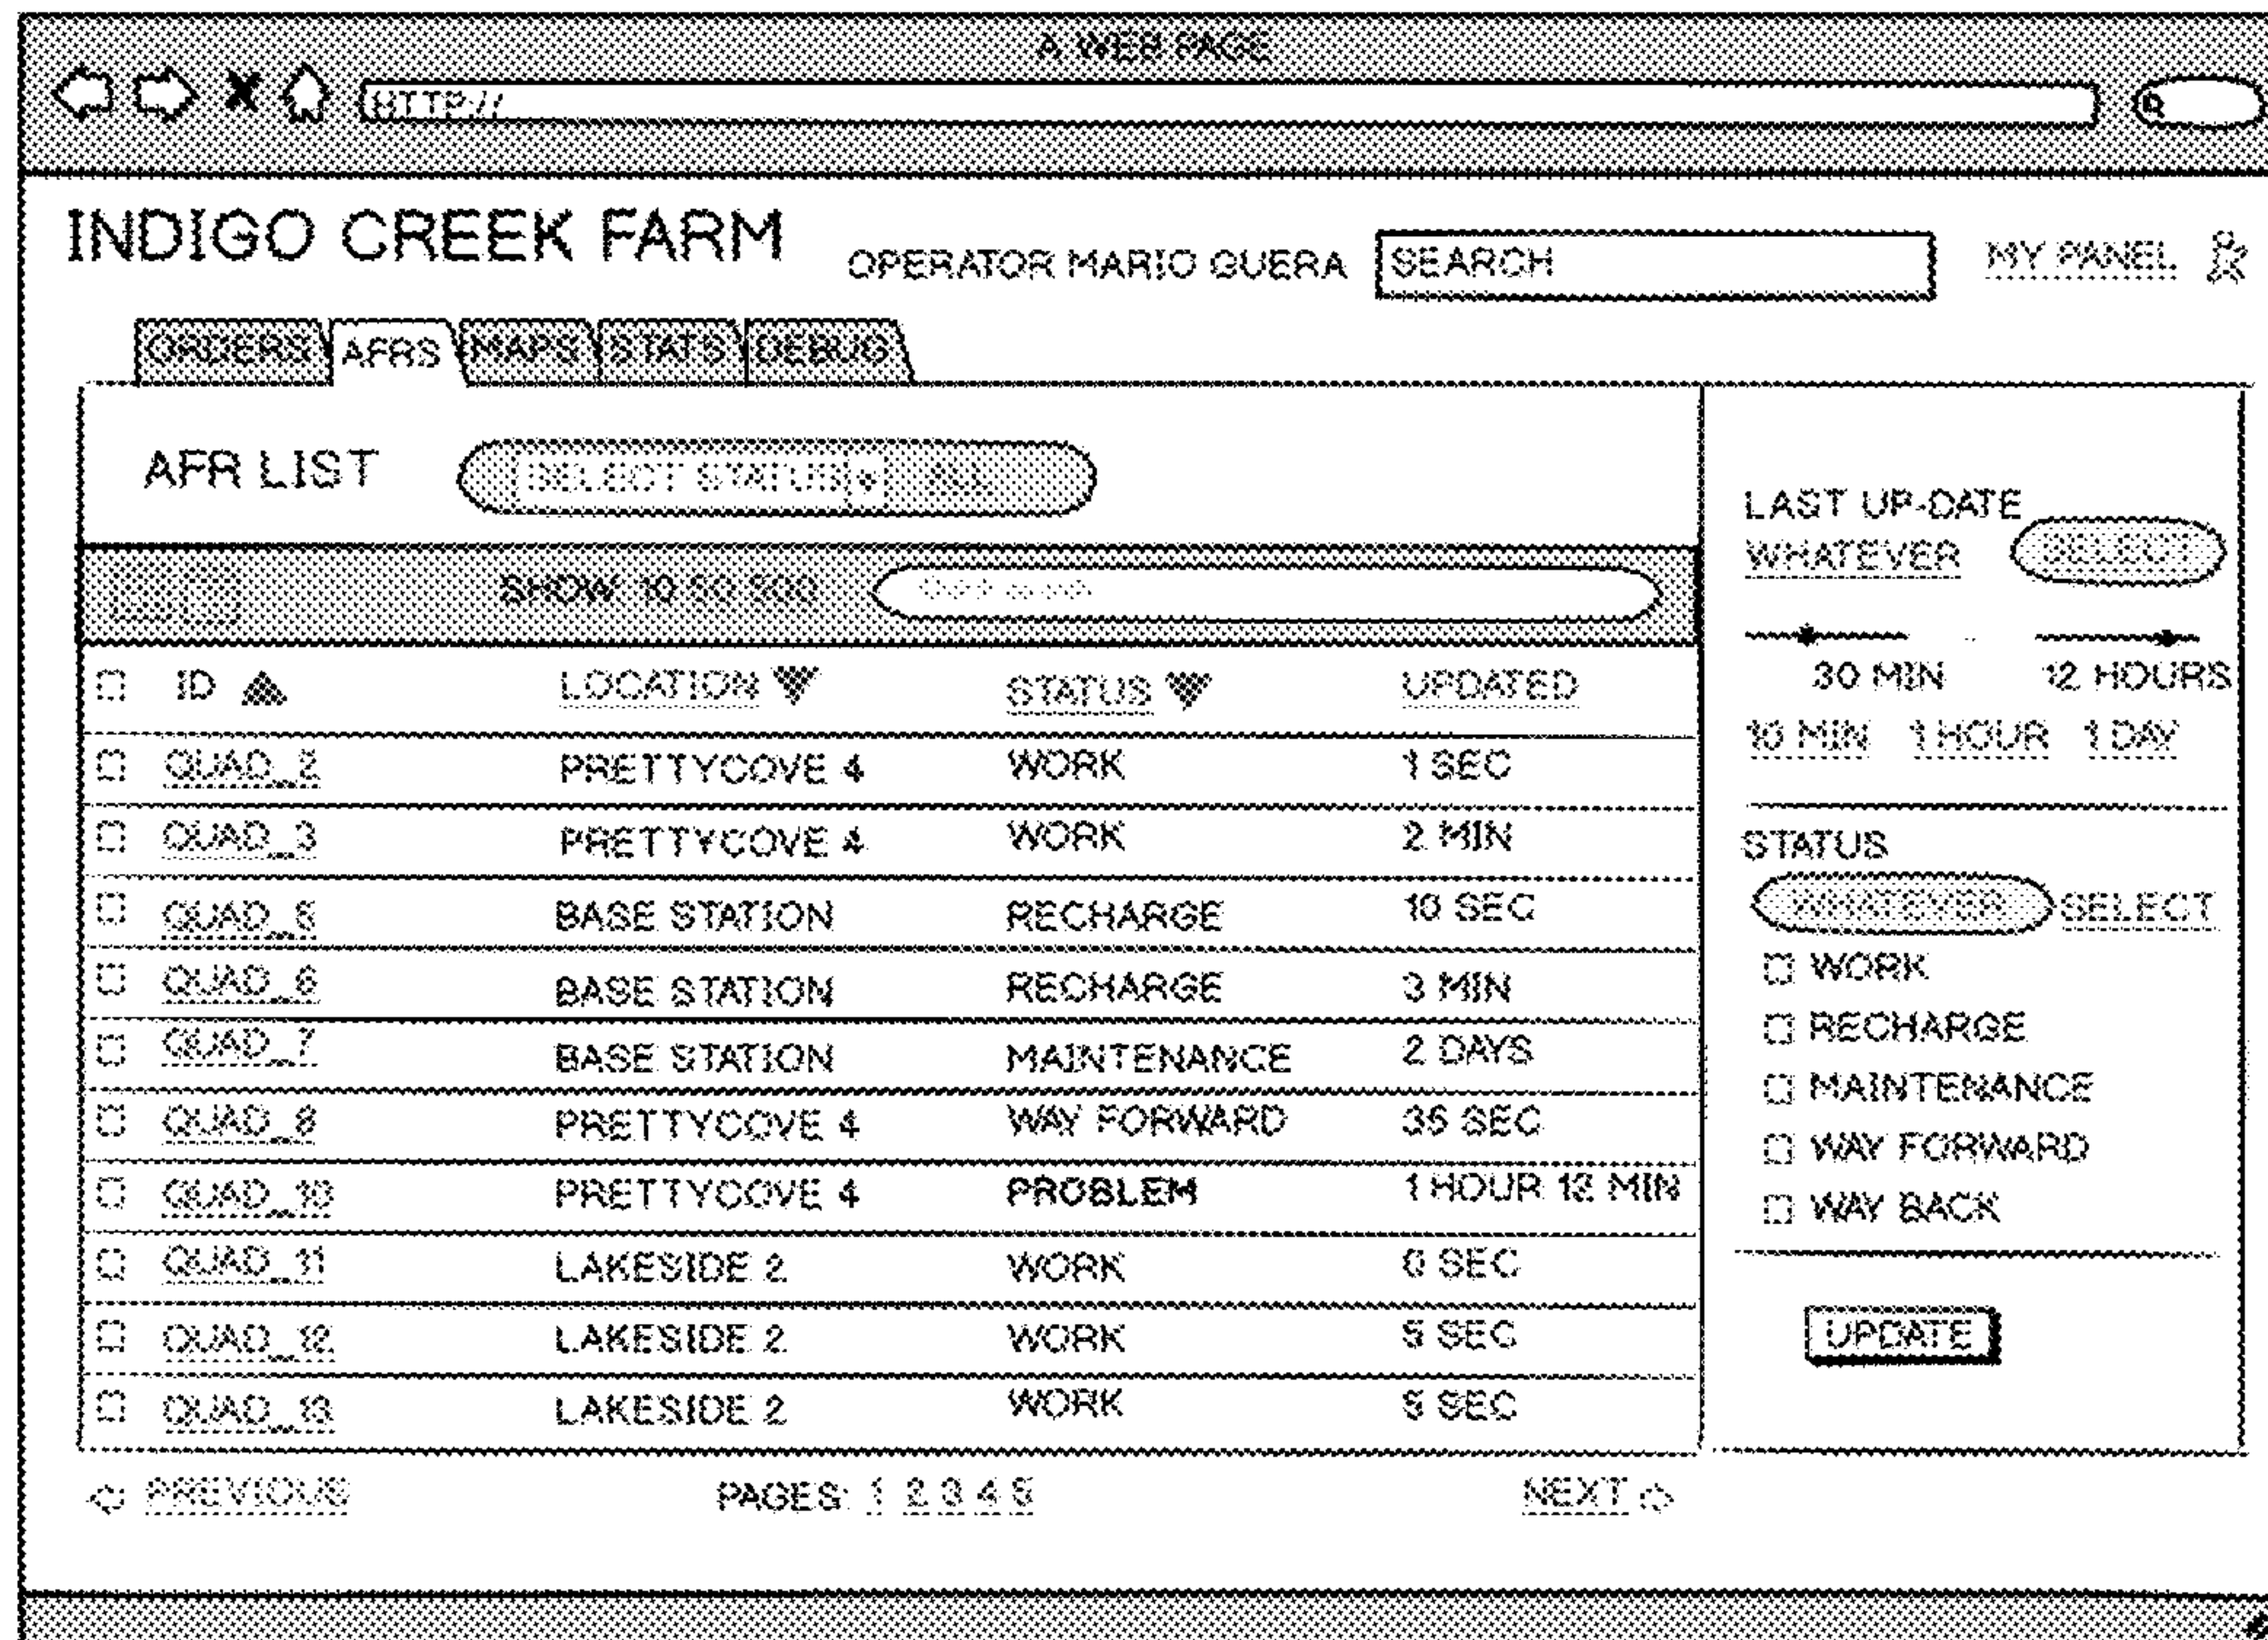 A WEB PAGE
HTTP://
INDIGO CREEK FARM
OPERATOR MARIO GUERA
SEARCH
MY PANEL
ORDERS AFRS MAPS STATS DEBUG
AFR LIST
SELECT STATUS ALL
SHOW: 10 50 500
ID LOCATION STATUS UPDATED
QUAD_2 PRETTYCOVE 4 WORK 1 SEC
QUAD_3 PRETTYCOVE 4 WORK 2 MIN
QUAD_5 BASE STATION RECHARGE 10 SEC
QUAD_6 BASE STATION RECHARGE 3 MIN
QUAD_7 BASE STATION MAINTENANCE 2 DAYS
QUAD_8 PRETTYCOVE 4 WAY FORWARD 35 SEC
QUAD_10 PRETTYCOVE 4 PROBLEM 1 HOUR 12 MIN
QUAD_11 LAKESIDE 2 WORK SEC
QUAD_12 LAKESIDE 2 WORK 5 SEC
QUAD_13 LAKESIDE 2 WORK 5 SEC
PREVIOUS PAGES: 1 2 3 4 5 NEXT
LAST UP-DATE
WHATEVER SELECT
30 MIN 12 HOURS
10 MIN 1 HOUR 1 DAY
STATUS
WHATEVER SELECT
WORK
RECHARGE
MAINTENANCE
WAY FORWARD
WAY BACK
UPDATE